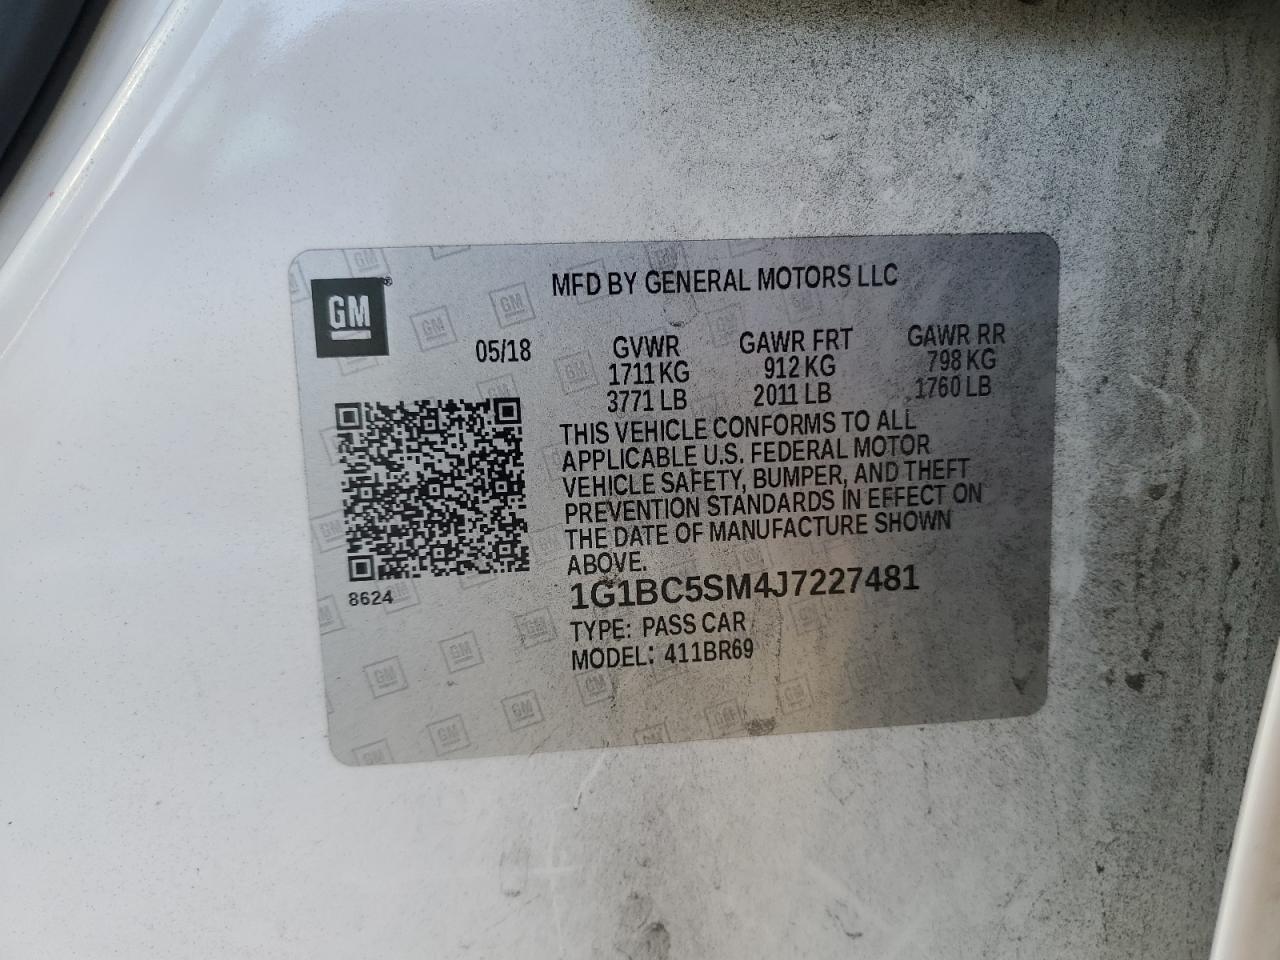 MFD BY GENERAL MOTORS LLC
GM®
05/18
GVWR GAWR FRT GAWR RR
1711 KG 912 KG 798 KG
3771 LB 2011 LB 1760 LB
THIS VEHICLE CONFORMS TO ALL
APPLICABLE U.S. FEDERAL MOTOR
VEHICLE SAFETY, BUMPER, AND THEFT
PREVENTION STANDARDS IN EFFECT ON
THE DATE OF MANUFACTURE SHOWN
ABOVE.
8624
1G1BC5SM4J7227481
TYPE: PASS CAR
MODEL: 411BR69